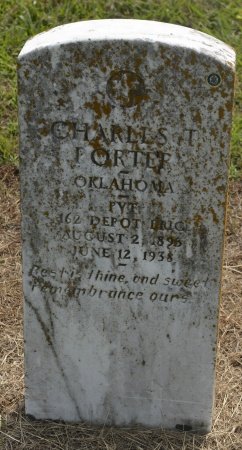 CHARLES T
PORTER
OKLAHOMA
PVT
162 DEPOT BRIG
AUGUST 2, 1895
JUNE 12, 1938
Rest is thine, and sweet
remembrance ours